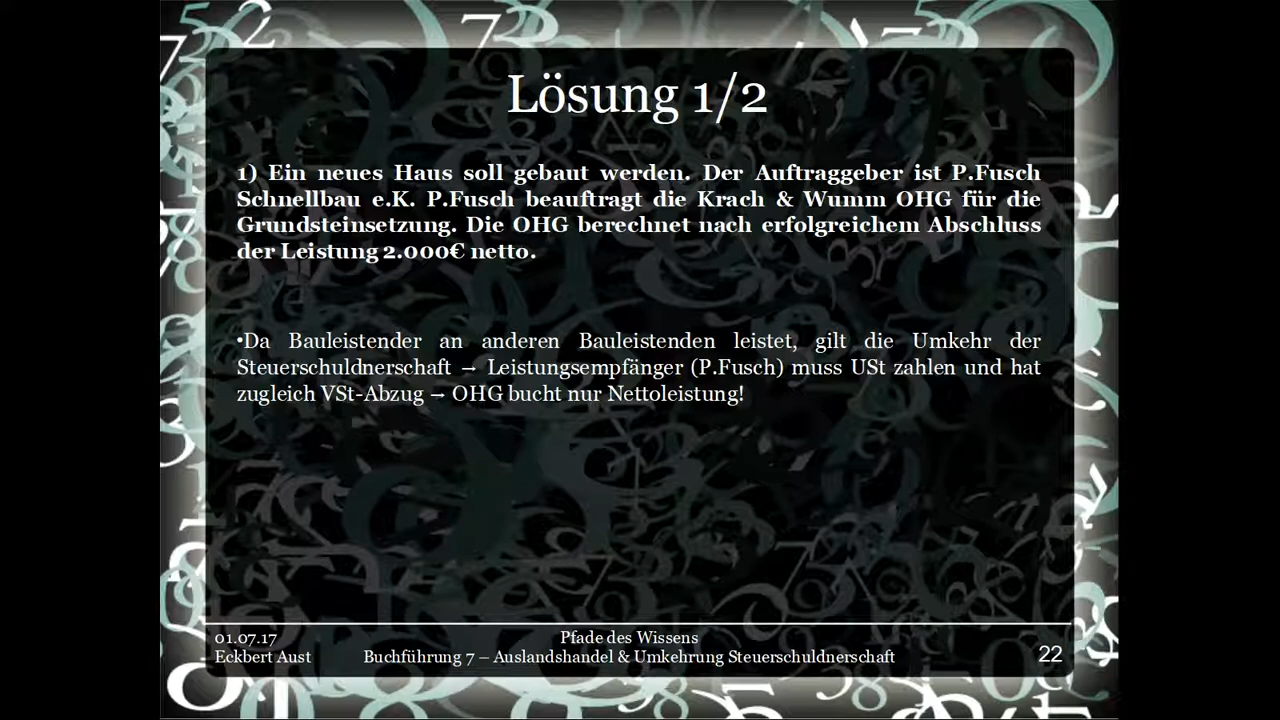 Lösung 1/2
1) Ein neues Haus soll gebaut werden. Der Auftraggeber ist P.Fusch
Schnellbau e.K. P.Fusch beauftragt die Krach & Wumm OHG für die
Grundsteinsetzung. Die OHG berechnet nach erfolgreichem Abschluss
der Leistung 2.000€ netto.
•Da Bauleistender an anderen Bauleistenden leistet, gilt die Umkehr der
Steuerschuldnerschaft → Leistungsempfänger (P.Fusch) muss USt zahlen und hat
zugleich VSt-Abzug → OHG bucht nur Nettoleistung!
01.07.17
Eckbert Aust
Pfade des Wissens
Buchführung 7 – Auslandshandel & Umkehrung Steuerschuldnerschaft
22